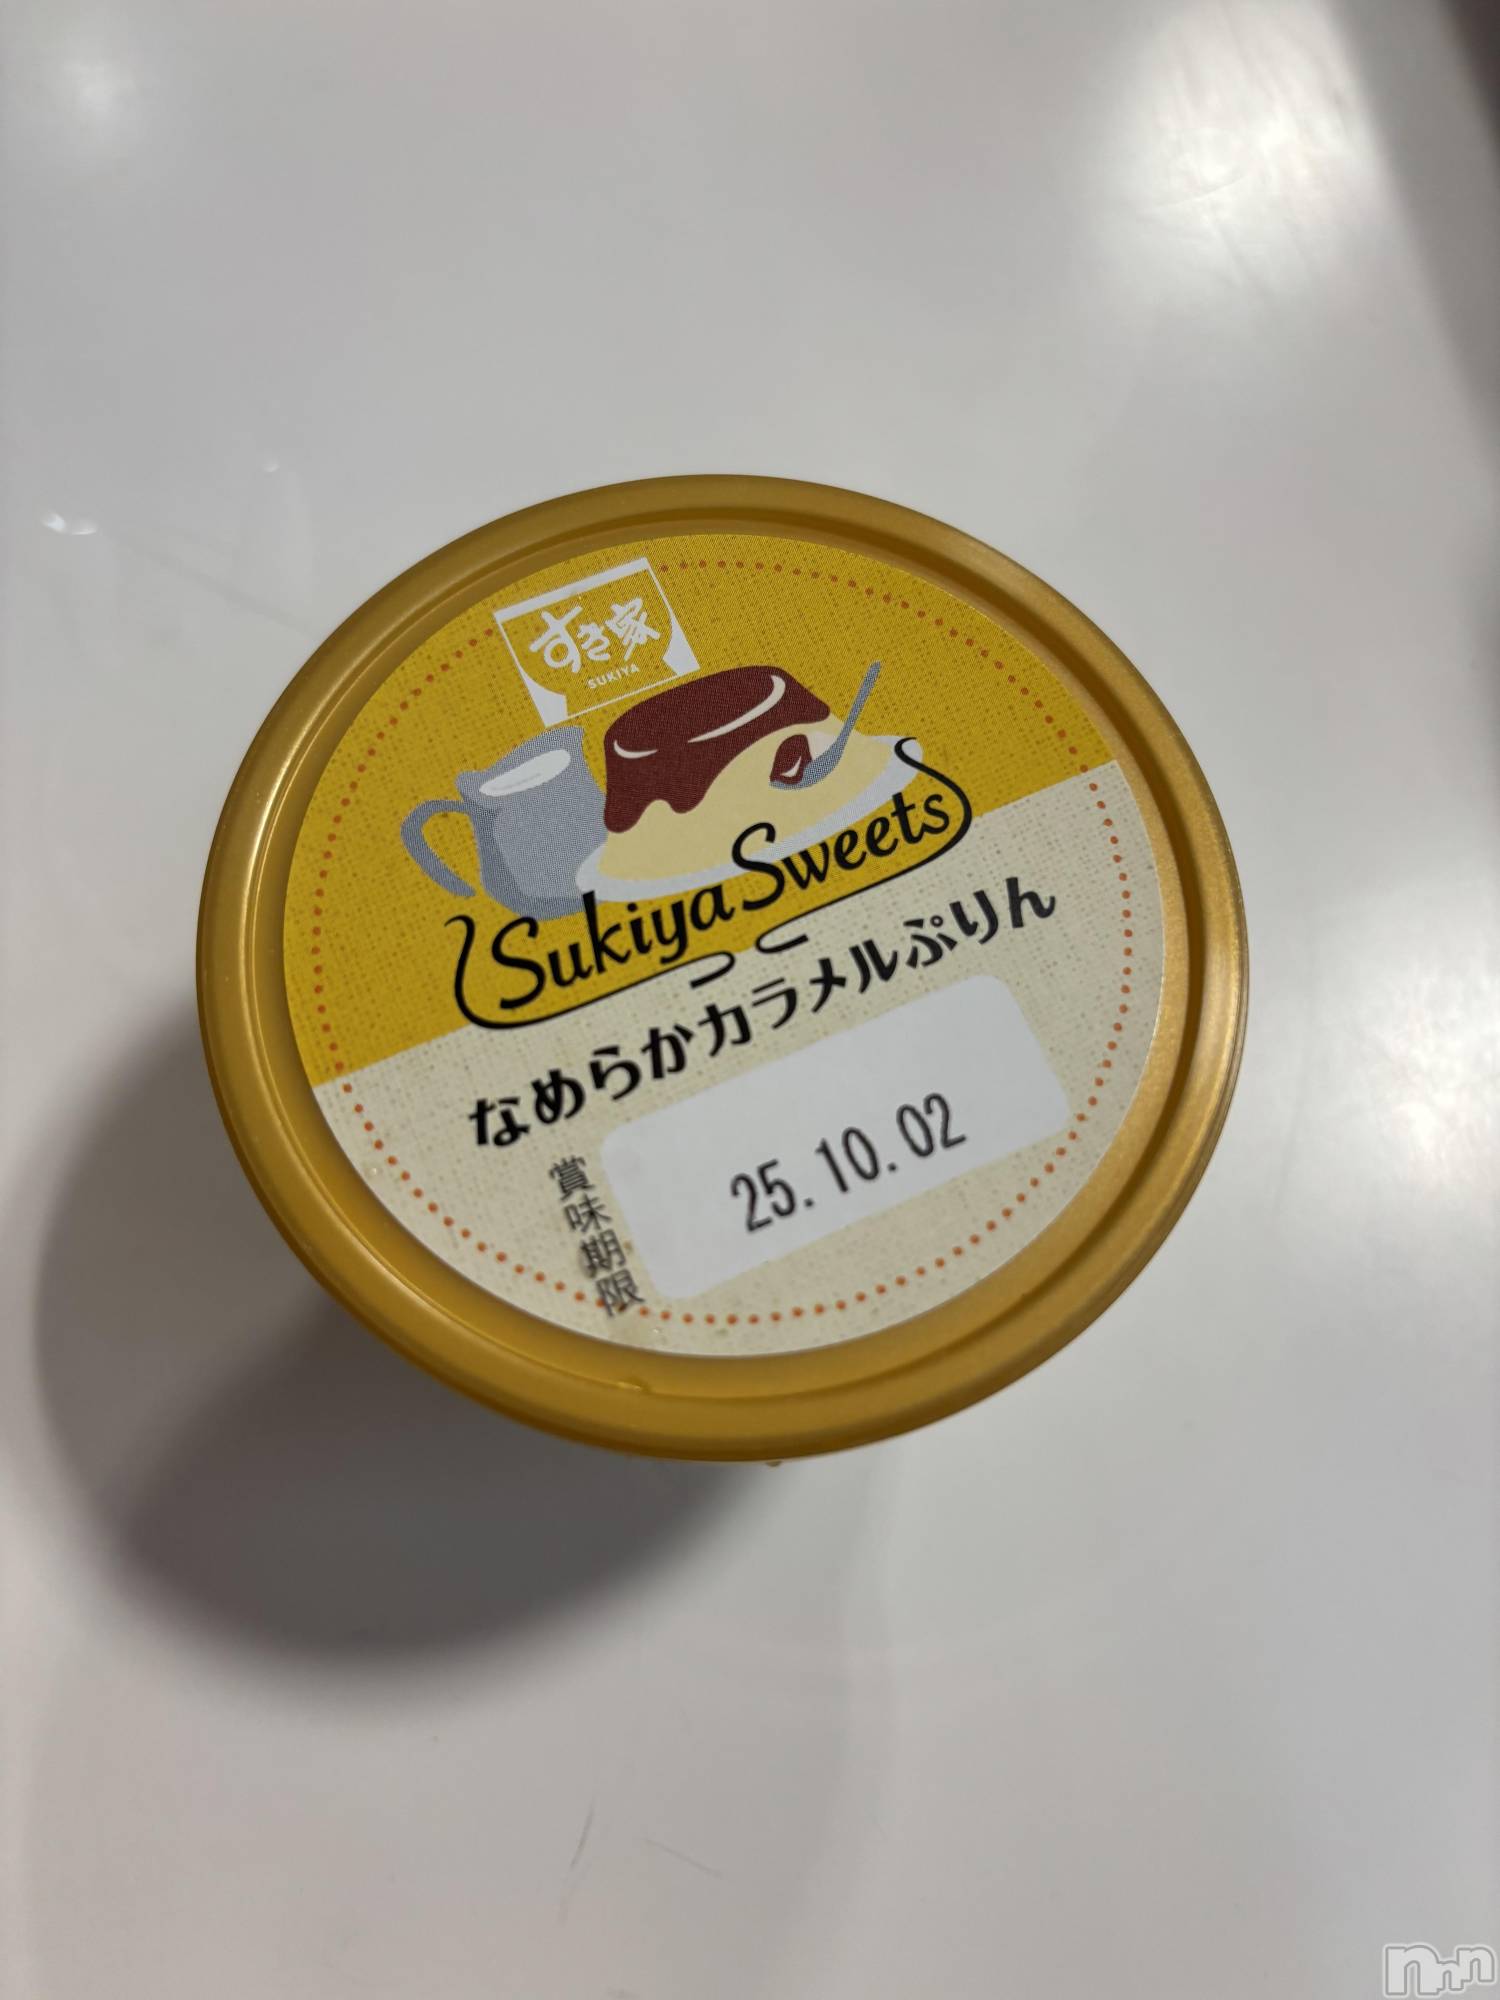 すき家
SUKIYA
Sukiya Sweets
なめらかカラメルぷりん
賞味期限
25.10.02
nnn